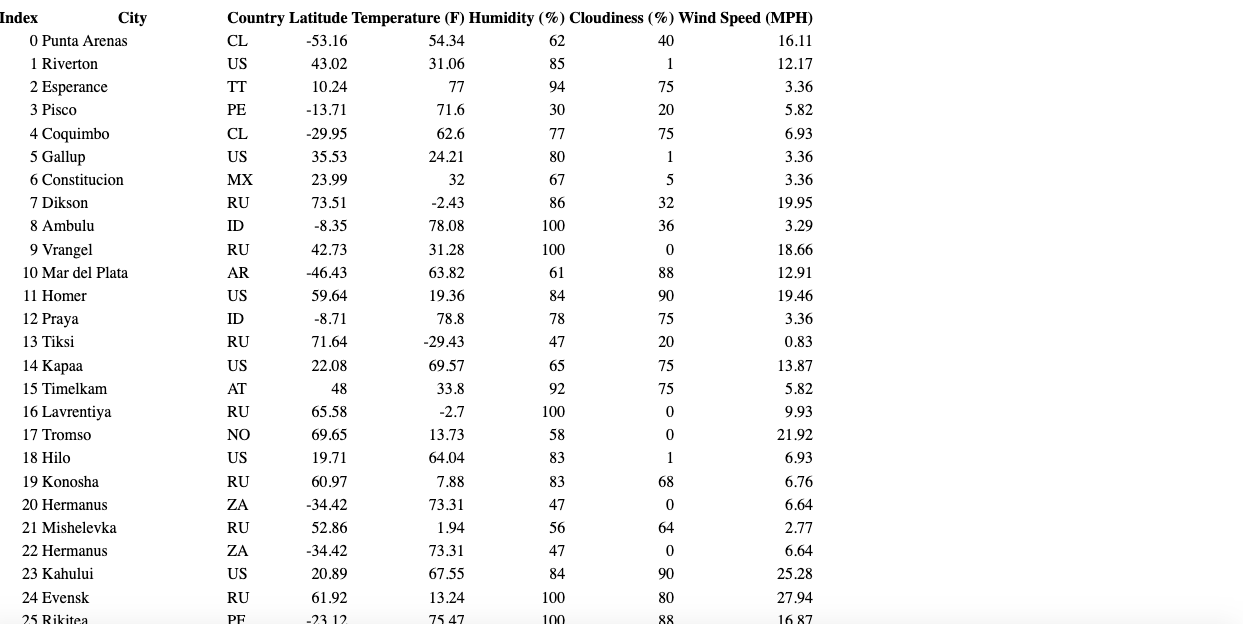 Index City Country Latitude Temperature (F) Humidity (%) Cloudiness (%) Wind Speed (MPH)
0 Punta Arenas CL -53.16 54.34 62 40 16.11
1 Riverton US 43.02 31.06 85 1 12.17
2 Esperance TT 10.24 77 94 75 3.36
3 Pisco PE -13.71 71.6 30 20 5.82
4 Coquimbo CL -29.95 62.6 77 75 6.93
5 Gallup US 35.53 24.21 80 1 3.36
6 Constitucion MX 23.99 32 67 5 3.36
7 Dikson RU 73.51 -2.43 86 32 19.95
8 Ambulu ID -8.35 78.08 100 36 3.29
9 Vrangel RU 42.73 31.28 100 0 18.66
10 Mar del Plata AR -46.43 63.82 61 88 12.91
11 Homer US 59.64 19.36 84 90 19.46
12 Praya ID -8.71 78.8 78 75 3.36
13 Tiksi RU 71.64 -29.43 47 20 0.83
14 Kapaa US 22.08 69.57 65 75 13.87
15 Timelkam AT 48 33.8 92 75 5.82
16 Lavrentiya RU 65.58 -2.7 100 0 9.93
17 Tromso NO 69.65 13.73 58 0 21.92
18 Hilo US 19.71 64.04 83 1 6.93
19 Konosha RU 60.97 7.88 83 68 6.76
20 Hermanus ZA -34.42 73.31 47 0 6.64
21 Mishelevka RU 52.86 1.94 56 64 2.77
22 Hermanus ZA -34.42 73.31 47 0 6.64
23 Kahului US 20.89 67.55 84 90 25.28
24 Evensk RU 61.92 13.24 100 80 27.94
25 Rikitea PF -23.12 75.47 100 88 16.87